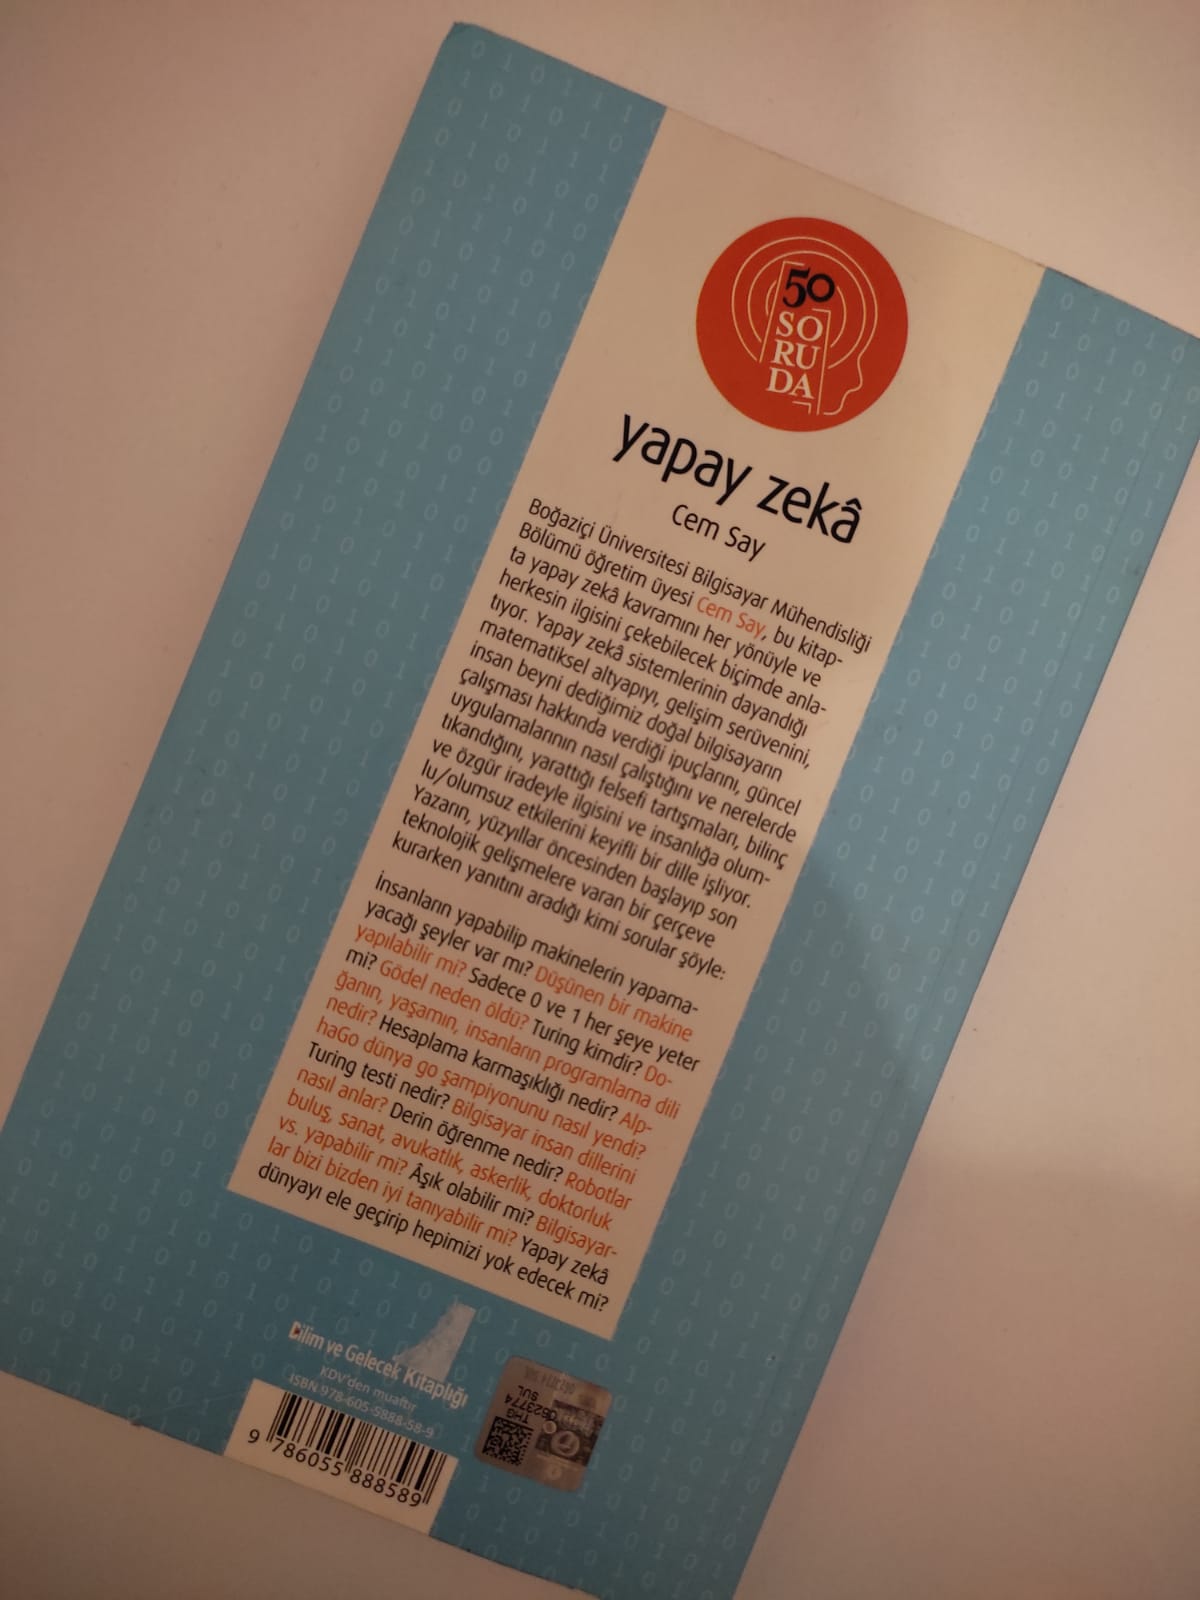 50
SO
RU
DA
yapay zekâ
Cem Say
Boğaziçi Üniversitesi Bilgisayar Mühendisliği
Bölümü öğretim üyesi Cem Say, bu kitap-
ta yapay zekâ kavramını her yönüyle ve
herkesin ilgisini çekebilecek biçimde anla-
tıyor. Yapay zekâ sistemlerinin dayandığı
matematiksel altyapıyı, gelişim serüvenini,
insan beyni dediğimiz doğal bilgisayarın
çalışması hakkında verdiği ipuçlarını, güncel
uygulamalarının nasıl çalıştığını ve nerelerde
tıkandığını, yarattığı felsefi tartışmaları, bilinç
ve özgür iradeyle ilgisini ve insanlığa olum-
lu/olumsuz etkilerini keyifli bir dille işliyor.
Yazarın, yüzyıllar öncesinden başlayıp son
teknolojik gelişmelere varan bir çerçeve
kurarken yanıtını aradığı kimi sorular şöyle:
İnsanların yapabilip makinelerin yapama-
yacağı şeyler var mı? Düşünen bir makine
yapılabilir mi? Sadece 0 ve 1 her şeye yeter
mi? Gödel neden öldü? Turing kimdir? Do-
ğanın, yaşamın, insanların programlama dili
nedir? Hesaplama karmaşıklığı nedir? Alp-
haGo dünya go şampiyonunu nasıl yendi?
Turing testi nedir? Bilgisayar insan dillerini
nasıl anlar? Derin öğrenme nedir? Robotlar
buluş, sanat, avukatlık, askerlik, doktorluk
vs. yapabilir mi? Âşık olabilir mi? Bilgisayar-
lar bizi bizden iyi tanıyabilir mi? Yapay zekâ
dünyayı ele geçirip hepimizi yok edecek mi?
Bilim ve Gelecek Kitaplığı
KDV'den muaftır
ISBN 978-605-5888-58-9
9 786055 888589
THG
0623774
SUL